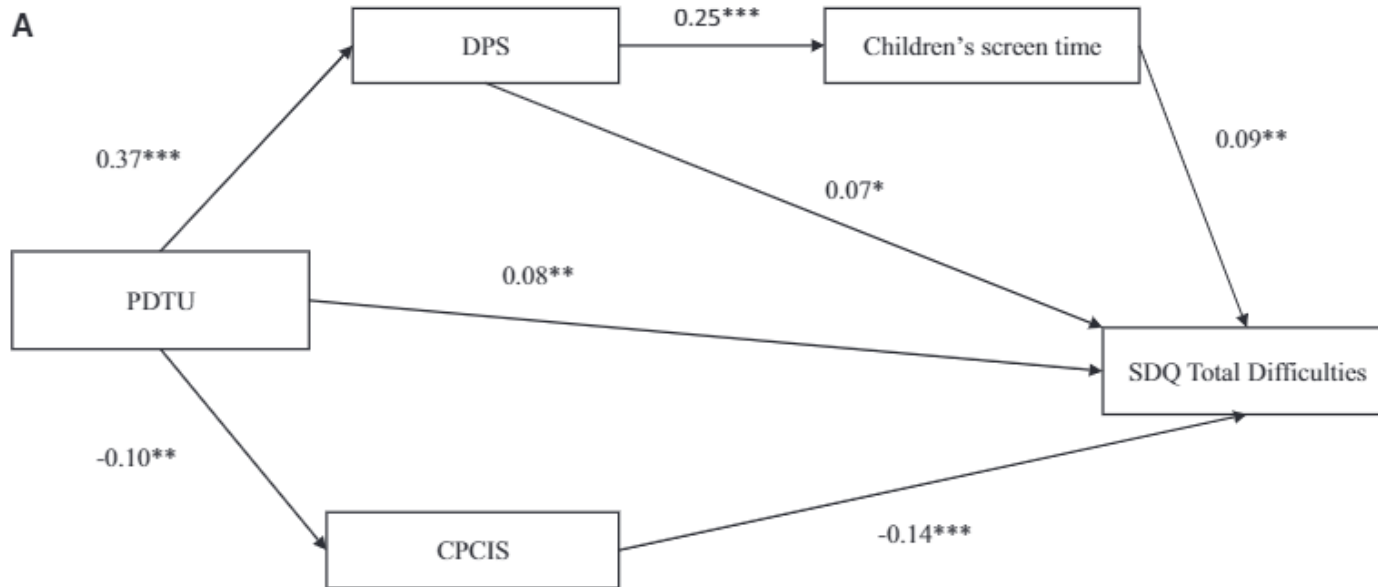 A
DPS
0.25***
Children's screen time
0.37***
0.07*
0.09**
PDTU
0.08**
SDQ Total Difficulties
-0.10**
CPCIS
-0.14***